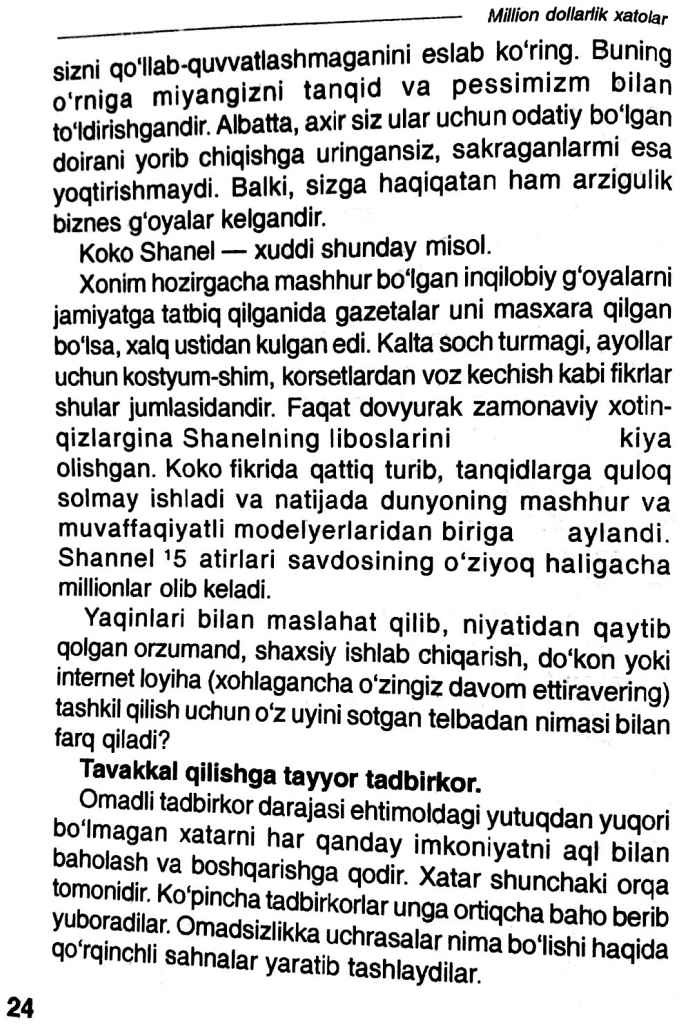 Million dollarlik xatolar
sizni qo'llab-quvvatlashmaganini eslab ko'ring. Buning
o'rniga miyangizni tanqid va pessimizm bilan
to'ldirishgandir. Albatta, axir siz ular uchun odatiy bo'lgan
doirani yorib chiqishga uringansiz, sakraganlarmi esa
yoqtirishmaydi. Balki, sizga haqiqatan ham arzigulik
biznes g'oyalar kelgandir.
Koko Shanel — xuddi shunday misol.
Xonim hozirgacha mashhur bo'lgan inqilobiy g'oyalarni
jamiyatga tatbiq qilganida gazetalar uni masxara qilgan
bo'lsa, xalq ustidan kulgan edi. Kalta soch turmagi, ayollar
uchun kostyum-shim, korsetlardan voz kechish kabi fikrlar
shular jumlasidandir. Faqat dovyurak zamonaviy xotin-
qizlargina Shanelning liboslarini kiya
olishgan. Koko fikrida qattiq turib, tanqidlarga quloq
solmay ishladi va natijada dunyoning mashhur va
muvaffaqiyatli modelyerlaridan biriga aylandi.
Shannel ¹5 atirlari savdosining o'ziyoq haligacha
millionlar olib keladi.
Yaqinlari bilan maslahat qilib, niyatidan qaytib
qolgan orzumand, shaxsiy ishlab chiqarish, do'kon yoki
internet loyiha (xohlagancha o'zingiz davom ettiravering)
tashkil qilish uchun o'z uyini sotgan telbadan nimasi bilan
farq qiladi?
Tavakkal qilishga tayyor tadbirkor.
Omadli tadbirkor darajasi ehtimoldagi yutuqdan yuqori
bo'lmagan xatarni har qanday imkoniyatni aql bilan
baholash va boshqarishga qodir. Xatar shunchaki orqa
tomonidir. Ko'pincha tadbirkorlar unga ortiqcha baho berib
yuboradilar. Omadsizlikka uchrasalar nima bo'lishi haqida
qo'rqinchli sahnalar yaratib tashlaydilar.
24